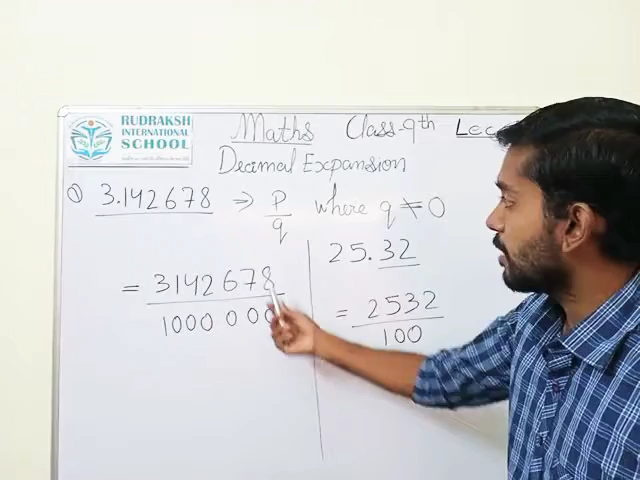 RUDRAKSH
INTERNATIONAL
SCHOOL
Maths Class-9th
Decimal Expansion
① 3.142678 ⇒ p/q where q ≠ 0
25.32
= 3142678/1000000
= 2532/100